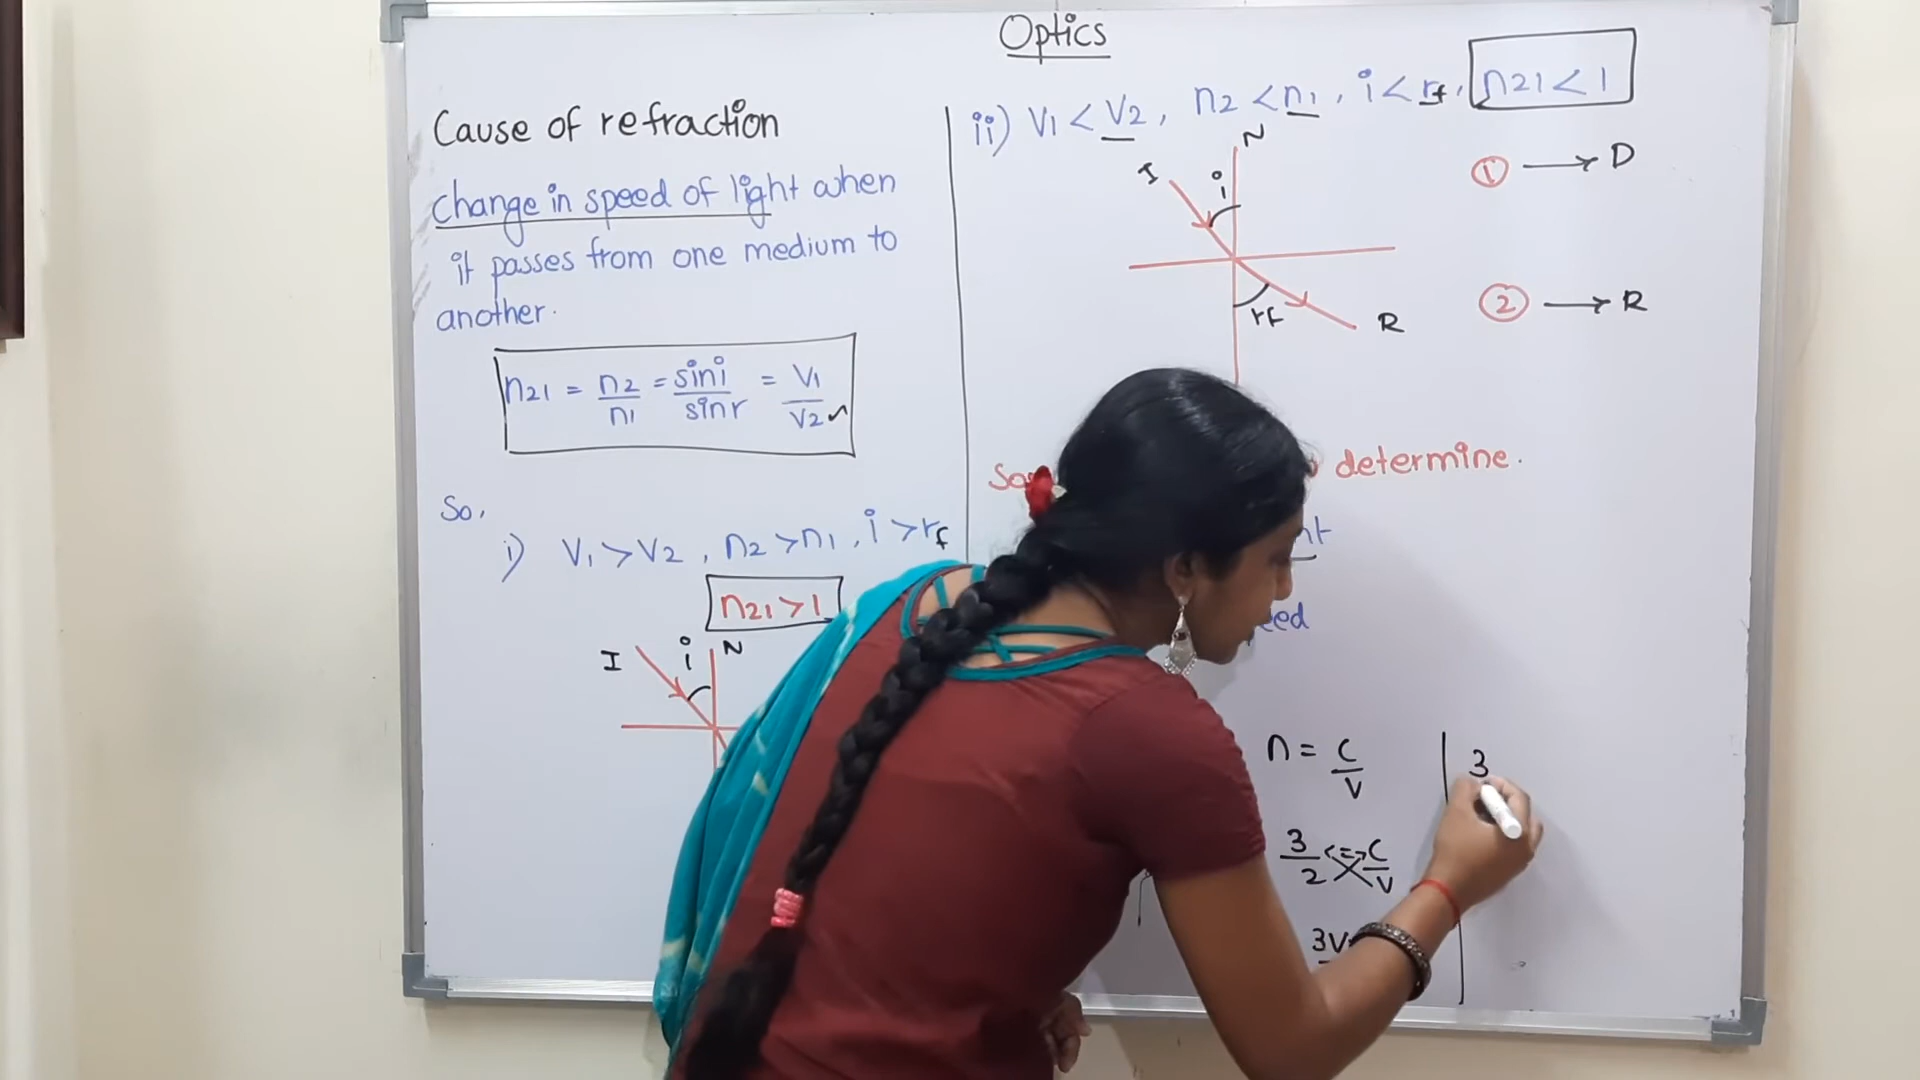 Optics
Cause of refraction
change in speed of light when
it passes from one medium to
another.
n21 = n2/n1 = sini/sinr = V1/V2
So,
i) V1 > V2 , n2 > n1 , i > rf
n21 > 1
I i N
ii) V1 < V2 , n2 < n1 , i < rf , n21 < 1
N
I i
rf R
1 → D
2 → R
determine.
n = C/V
3/2 = C/V
3V
3